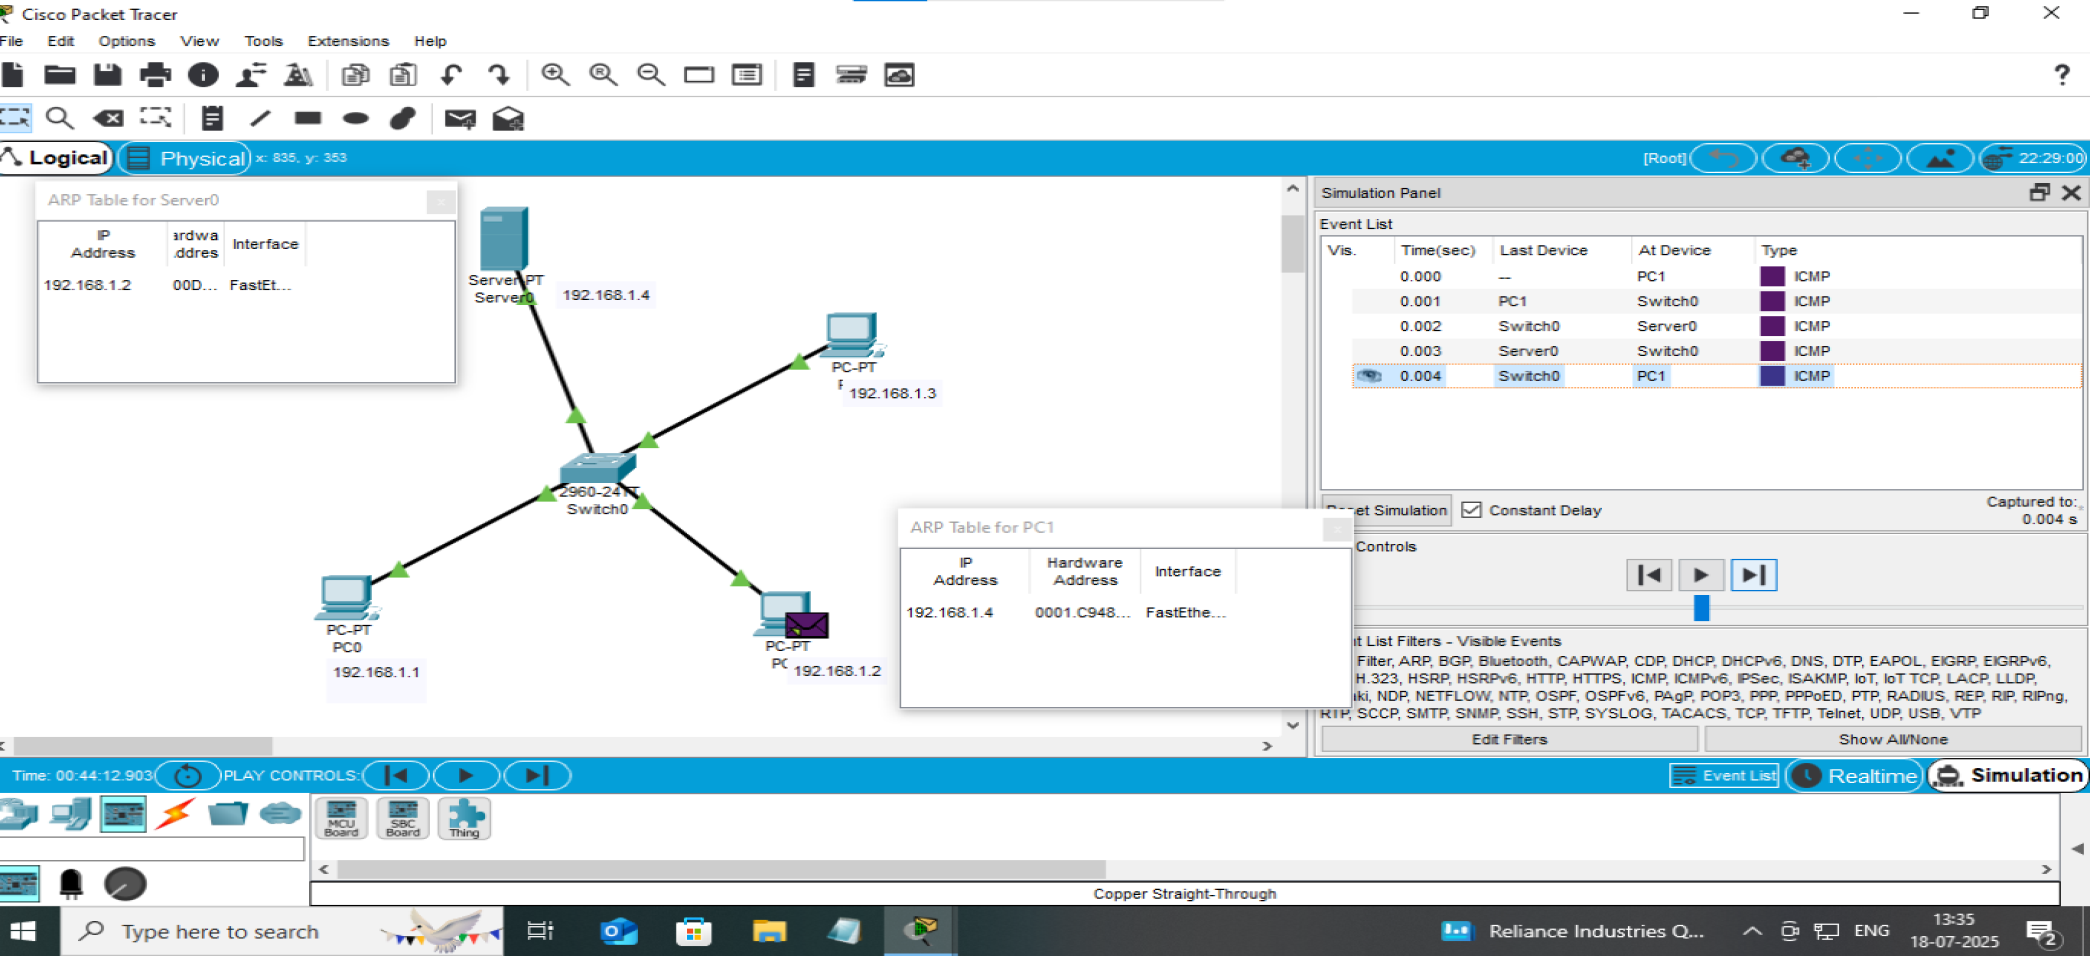 Cisco Packet Tracer
File Edit Options View Tools Extensions Help
Logical Physical x: 835, y: 353 [Root] 22:29:00
ARP Table for Server0
IP Address Interface
192.168.1.2 00D... FastEt...
Server-PT
Server0
192.168.1.4
PC-PT
192.168.1.3
2960-24TT
Switch0
PC-PT
PC0
192.168.1.1
PC-PT
192.168.1.2
ARP Table for PC1
IP Address Hardware Address Interface
192.168.1.4 0001.C948... FastEthe...
Simulation Panel
Event List
Vis. Time(sec) Last Device At Device Type
0.000 -- PC1 ICMP
0.001 PC1 Switch0 ICMP
0.002 Switch0 Server0 ICMP
0.003 Server0 Switch0 ICMP
0.004 Switch0 PC1 ICMP
Simulation Constant Delay
Captured to:
0.004 s
Controls
List Filters - Visible Events
Filter, ARP, BGP, Bluetooth, CAPWAP, CDP, DHCP, DHCPv6, DNS, DTP, EAPOL, EIGRP, EIGRPv6,
H.323, HSRP, HSRPv6, HTTP, HTTPS, ICMP, ICMPv6, IPSec, ISAKMP, IoT, IoT TCP, LACP, LLDP,
NDP, NETFLOW, NTP, OSPF, OSPFv6, PAgP, POP3, PPP, PPPoED, PTP, RADIUS, REP, RIP, RIPng,
RTP, SCCP, SMTP, SNMP, SSH, STP, SYSLOG, TACACS, TCP, TFTP, Telnet, UDP, USB, VTP
Edit Filters Show All/None
Time: 00:44:12.903 PLAY CONTROLS: Event List Realtime Simulation
MCU Board SBC Board Thing
Copper Straight-Through
Type here to search Reliance Industries Q... ENG 13:35
18-07-2025 2